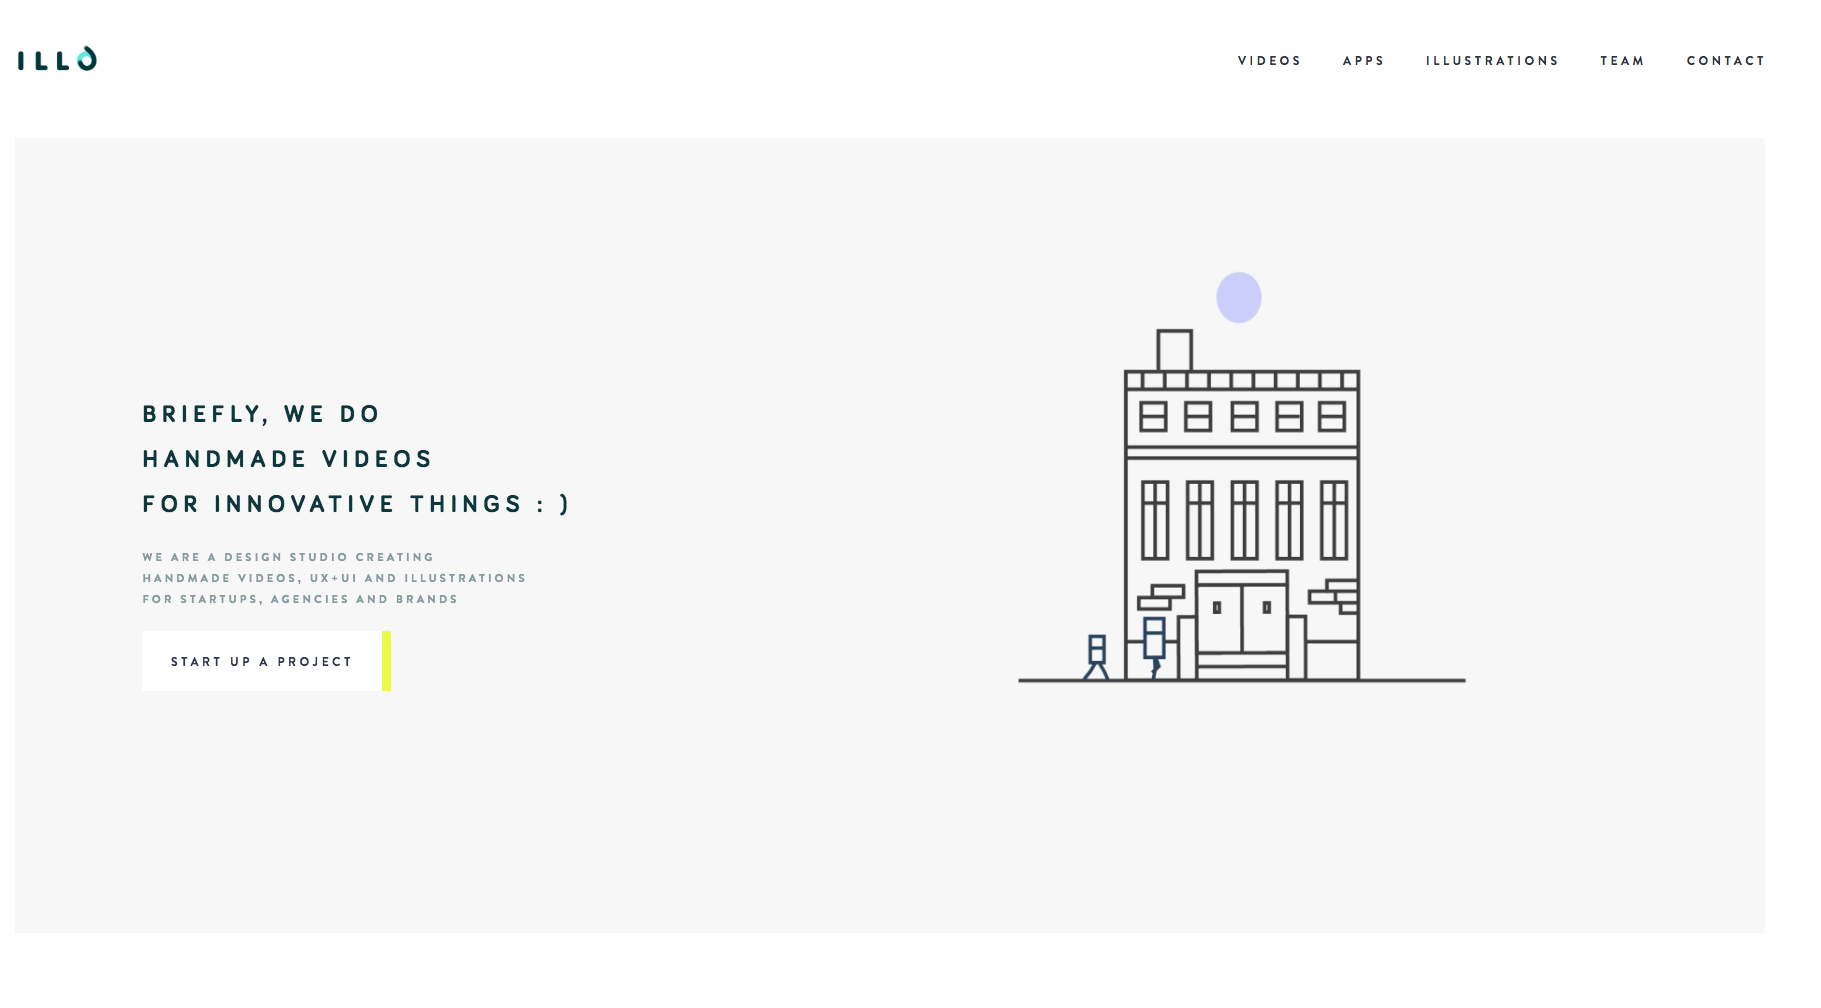 ILLO
VIDEOS
APPS
ILLUSTRATIONS
TEAM
CONTACT
BRIEFLY, WE DO
HANDMADE VIDEOS
FOR INNOVATIVE THINGS : )
WE ARE A DESIGN STUDIO CREATING
HANDMADE VIDEOS, UX+UI AND ILLUSTRATIONS
FOR STARTUPS, AGENCIES AND BRANDS
START UP A PROJECT